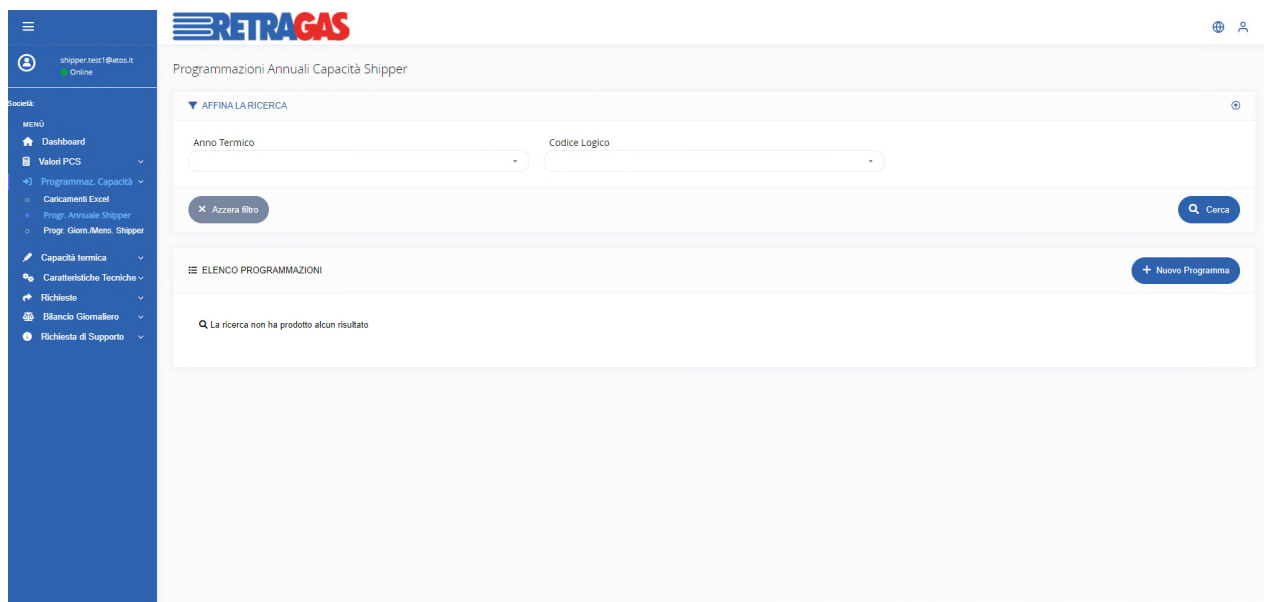 RETRAGAS
shipper.test1@atos.it
Online
Società:
MENÙ
Dashboard
Valori PCS
Programmaz. Capacità
Caricamenti Excel
Progr. Annuale Shipper
Progr. Giorn./Mens. Shipper
Capacità termica
Caratteristiche Tecniche
Richieste
Bilancio Giornaliero
Richiesta di Supporto
Programmazioni Annuali Capacità Shipper
AFFINA LA RICERCA
Anno Termico Codice Logico
Azzera filtro Cerca
ELENCO PROGRAMMAZIONI Nuovo Programma
La ricerca non ha prodotto alcun risultato